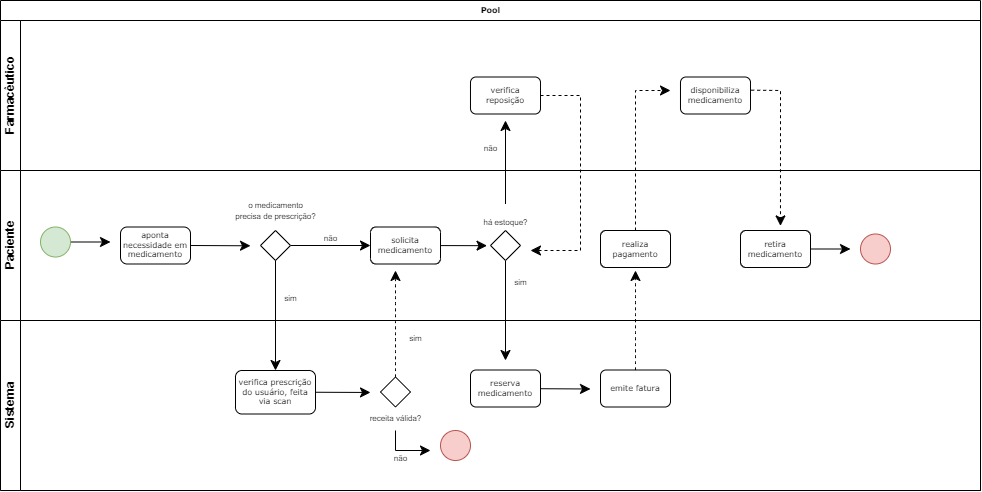 Pool
Farmacêutico
verifica
reposição
disponibiliza
medicamento
não
Paciente
o medicamento
precisa de prescrição?
há estoque?
aponta
necessidade em
medicamento
não
solicita
medicamento
realiza
pagamento
retira
medicamento
sim
sim
Sistema
sim
verifica prescrição
do usuário, feita
via scan
receita válida?
reserva
medicamento
emite fatura
não